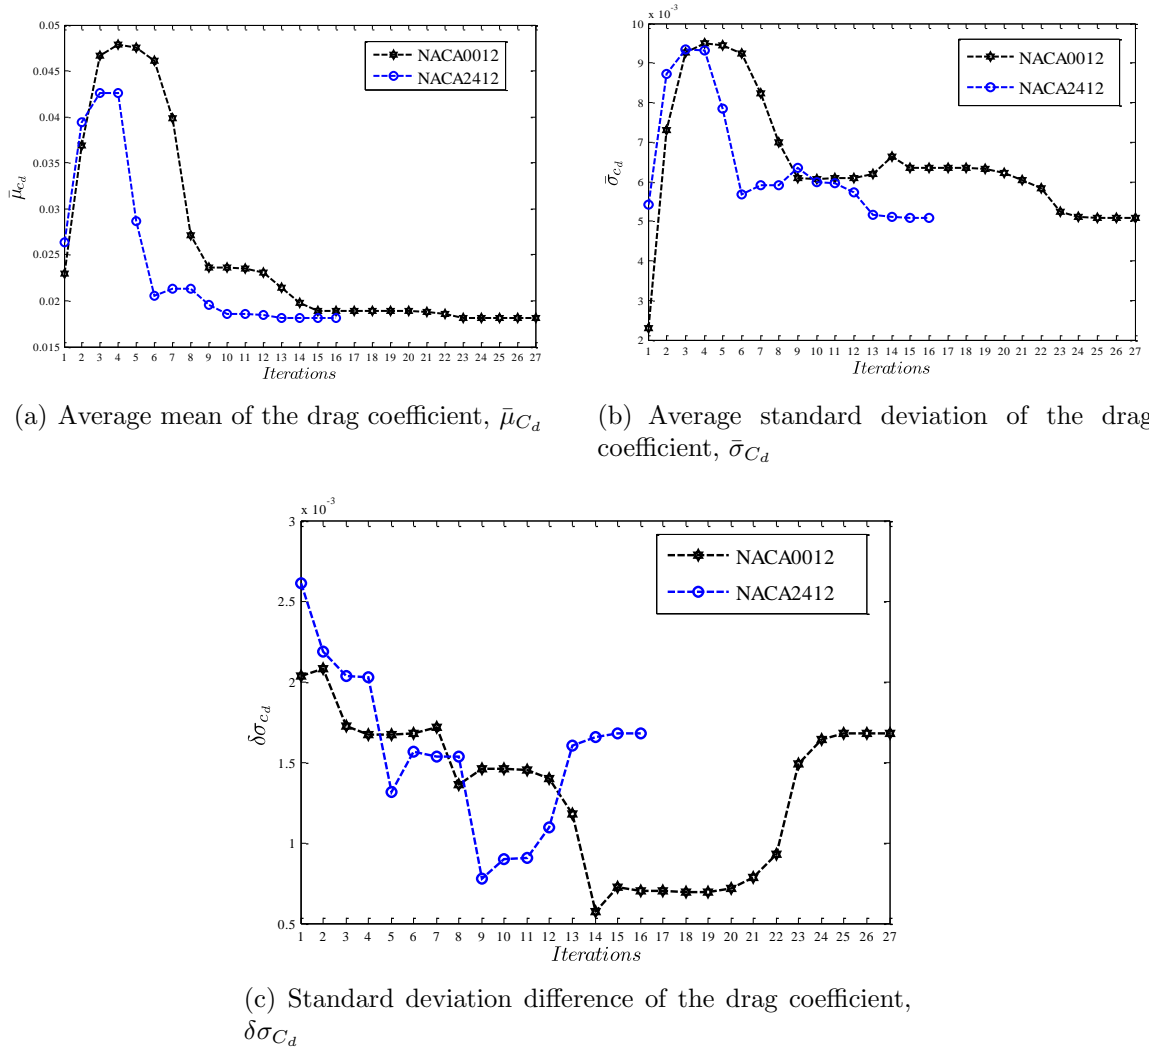 0.05
0.045
0.04
0.035
0.03
0.025
0.02
0.015
μ̄_{c_d}
NACA0012
NACA2412
1 2 3 4 5 6 7 8 9 10 11 12 13 14 15 16 17 18 19 20 21 22 23 24 25 26 27
Iterations
(a) Average mean of the drag coefficient, μ̄_{C_d}
x 10^{-3}
10
9
8
7
6
5
4
3
2
σ̄_{c_d}
NACA0012
NACA2412
1 2 3 4 5 6 7 8 9 10 11 12 13 14 15 16 17 18 19 20 21 22 23 24 25 26 27
Iterations
(b) Average standard deviation of the drag
coefficient, σ̄_{C_d}
x 10^{-3}
3
2.5
2
1.5
1
0.5
δσ_{c_d}
NACA0012
NACA2412
1 2 3 4 5 6 7 8 9 10 11 12 13 14 15 16 17 18 19 20 21 22 23 24 25 26 27
Iterations
(c) Standard deviation difference of the drag coefficient,
δσ_{C_d}